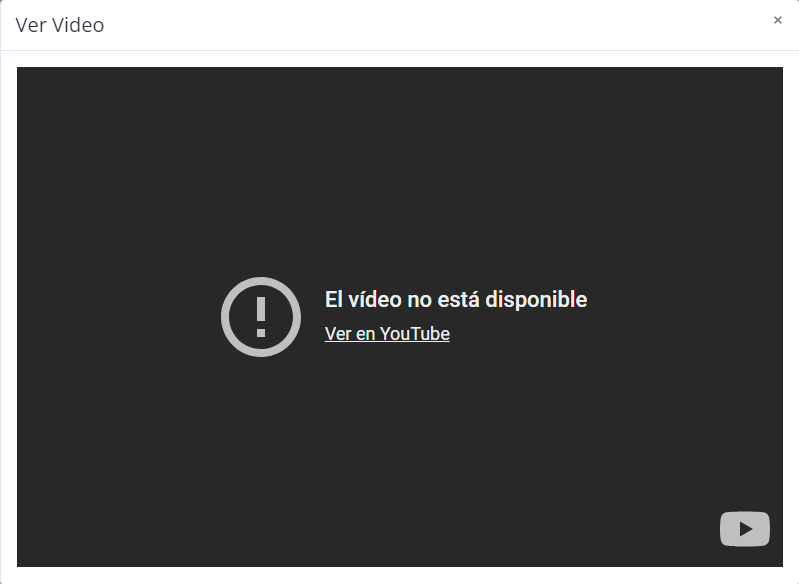 Ver Video
×
El vídeo no está disponible
Ver en YouTube